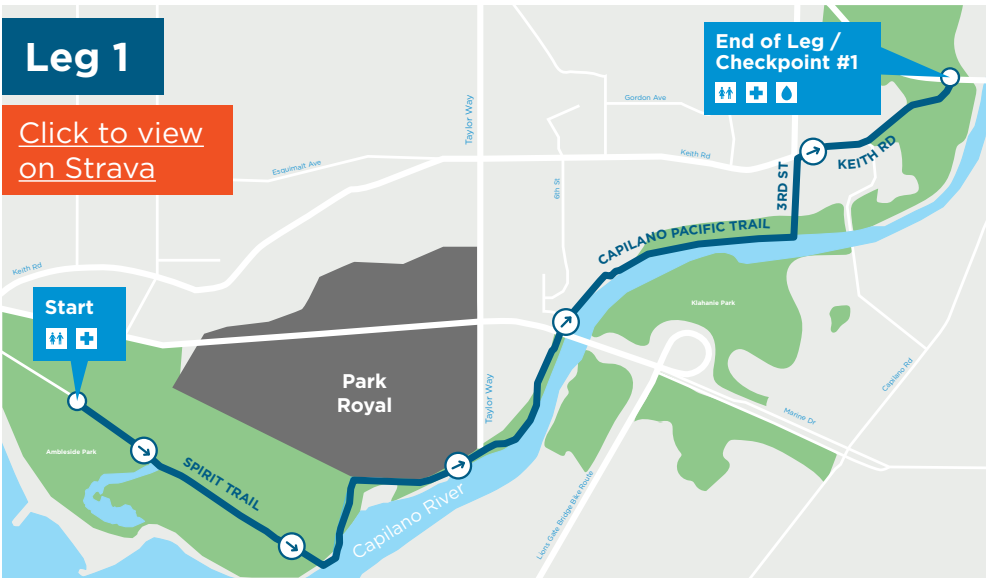 Leg 1
Click to view
on Strava
End of Leg /
Checkpoint #1
Taylor Way
Gordon Ave
Keith Rd
Esquimalt Ave
6th St
3RD ST
KEITH RD
CAPILANO PACIFIC TRAIL
Keith Rd
Start
Klahanie Park
Park
Royal
Taylor Way
Capilano Rd
Marine Dr
Ambleside Park
SPIRIT TRAIL
Capilano River
Lions Gate Bridge Bike Route